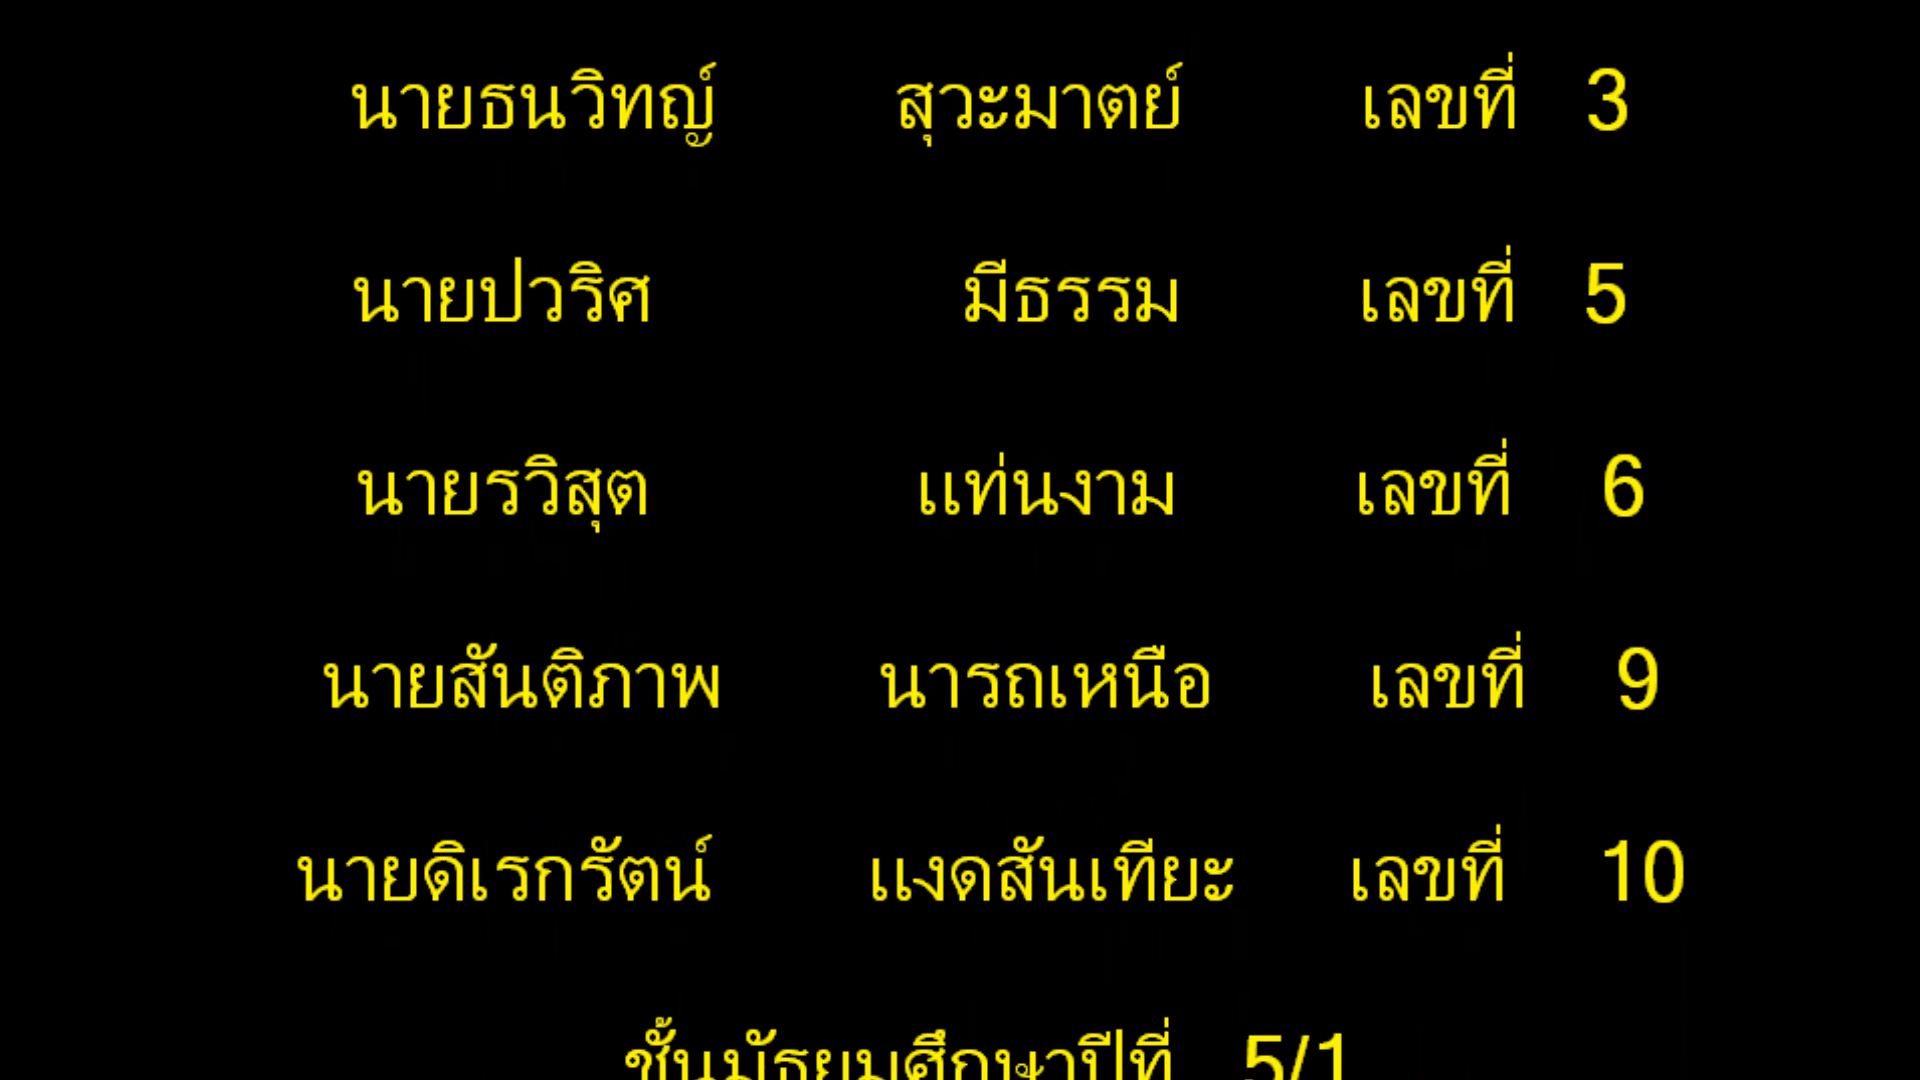 นายธนวิทญ์ สุวะมาตย์ เลขที่ 3
นายปวริศ มีธรรม เลขที่ 5
นายรวิสุต แท่นงาม เลขที่ 6
นายสันติภาพ นารถเหนือ เลขที่ 9
นายดิเรกรัตน์ แงดสันเทียะ เลขที่ 10
ชั้นมัธยมศึกษาปีที่ 5/1